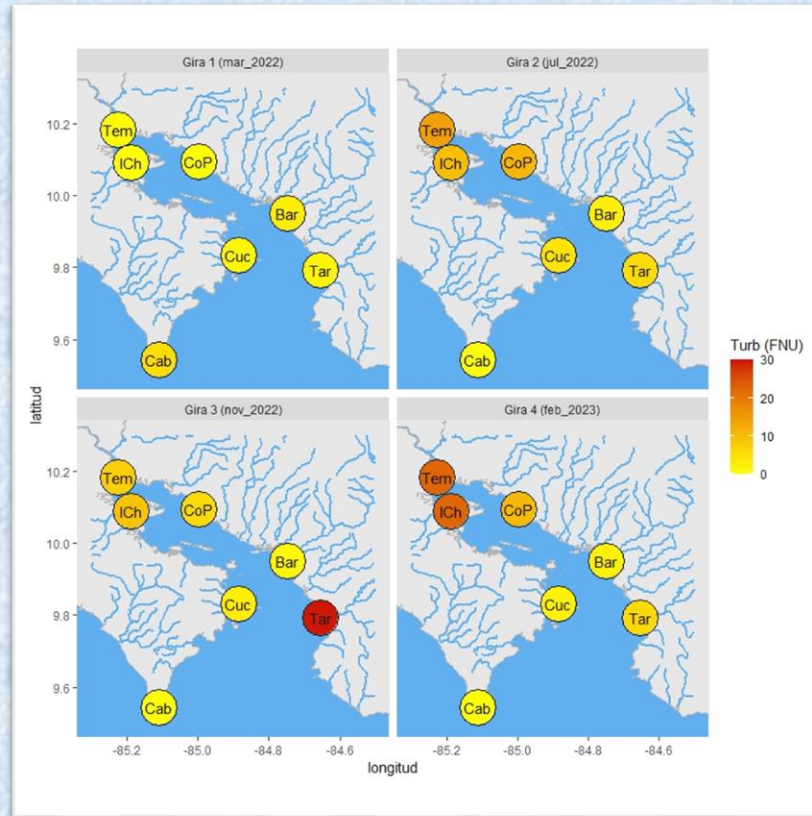 Gira 1 (mar_2022)
Gira 2 (jul_2022)
10.2
10.0
9.8
9.6
Tem
ICh
CoP
Bar
Cuc
Tar
Cab
Tem
ICh
CoP
Bar
Cuc
Tar
Cab
Turb (FNU)
30
20
10
0
latitud
Gira 3 (nov_2022)
Gira 4 (feb_2023)
10.2
10.0
9.8
9.6
Tem
ICh
CoP
Bar
Cuc
Tar
Cab
Tem
ICh
CoP
Bar
Cuc
Tar
Cab
-85.2
-85.0
-84.8
-84.6
-85.2
-85.0
-84.8
-84.6
longitud